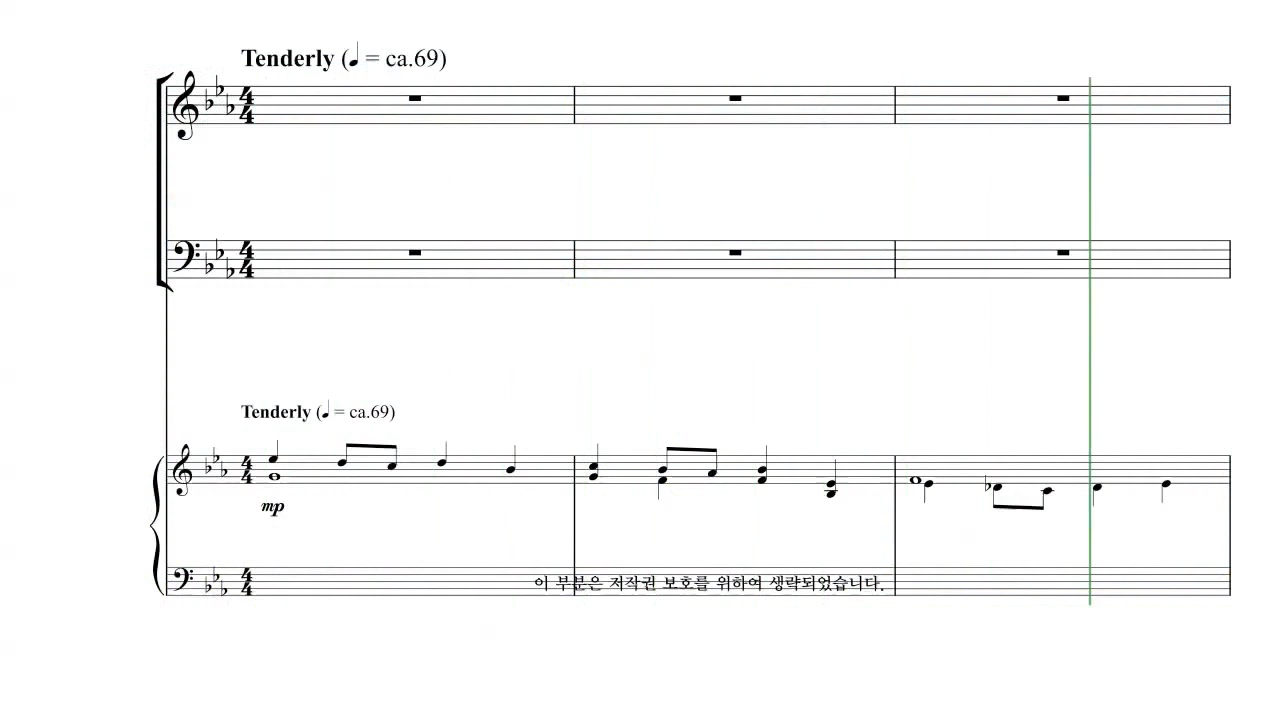 Tenderly (♩ = ca.69)
Tenderly (♩ = ca.69)
mp
이 부분은 저작권 보호를 위하여 생략되었습니다.